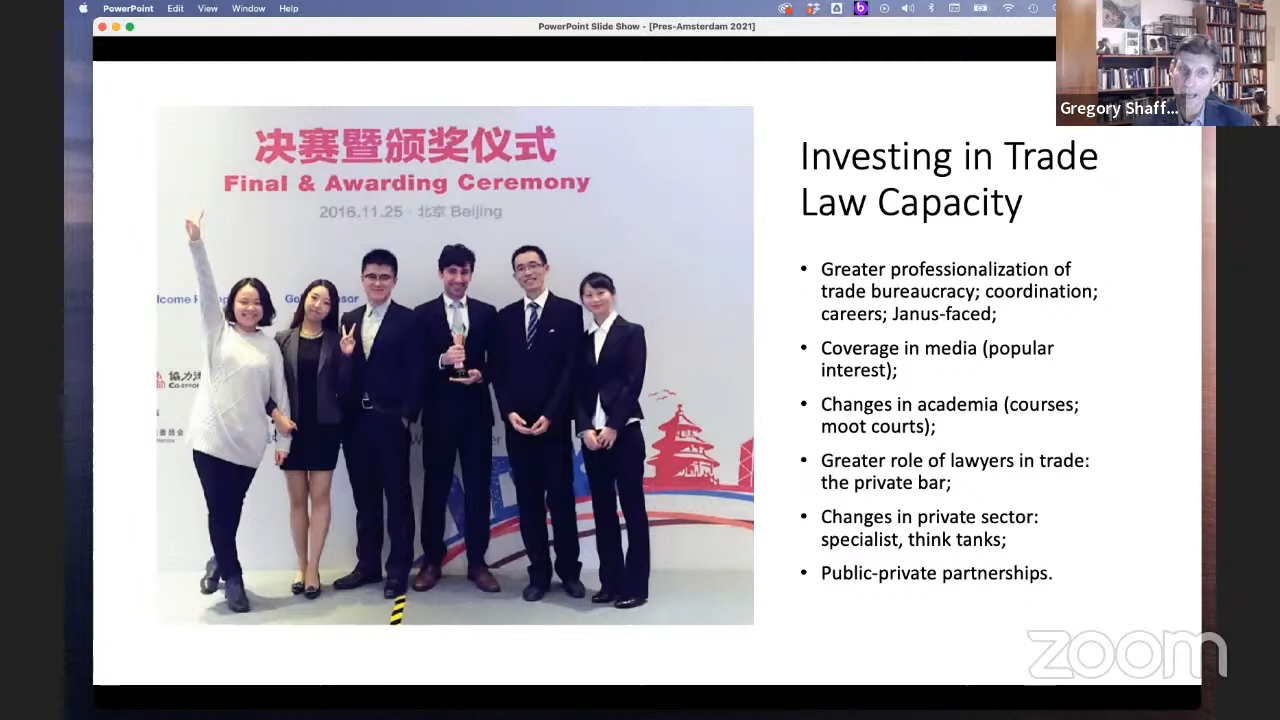 PowerPoint Edit View Window Help
PowerPoint Slide Show - [Pres-Amsterdam 2021]
Gregory Shaff...
决赛暨颁奖仪式
Final & Awarding Ceremony
2016.11.25 · 北京 Beijing
Investing in Trade
Law Capacity
• Greater professionalization of
trade bureaucracy; coordination;
careers; Janus-faced;
• Coverage in media (popular
interest);
• Changes in academia (courses;
moot courts);
• Greater role of lawyers in trade:
the private bar;
• Changes in private sector:
specialist, think tanks;
• Public-private partnerships.
zoom